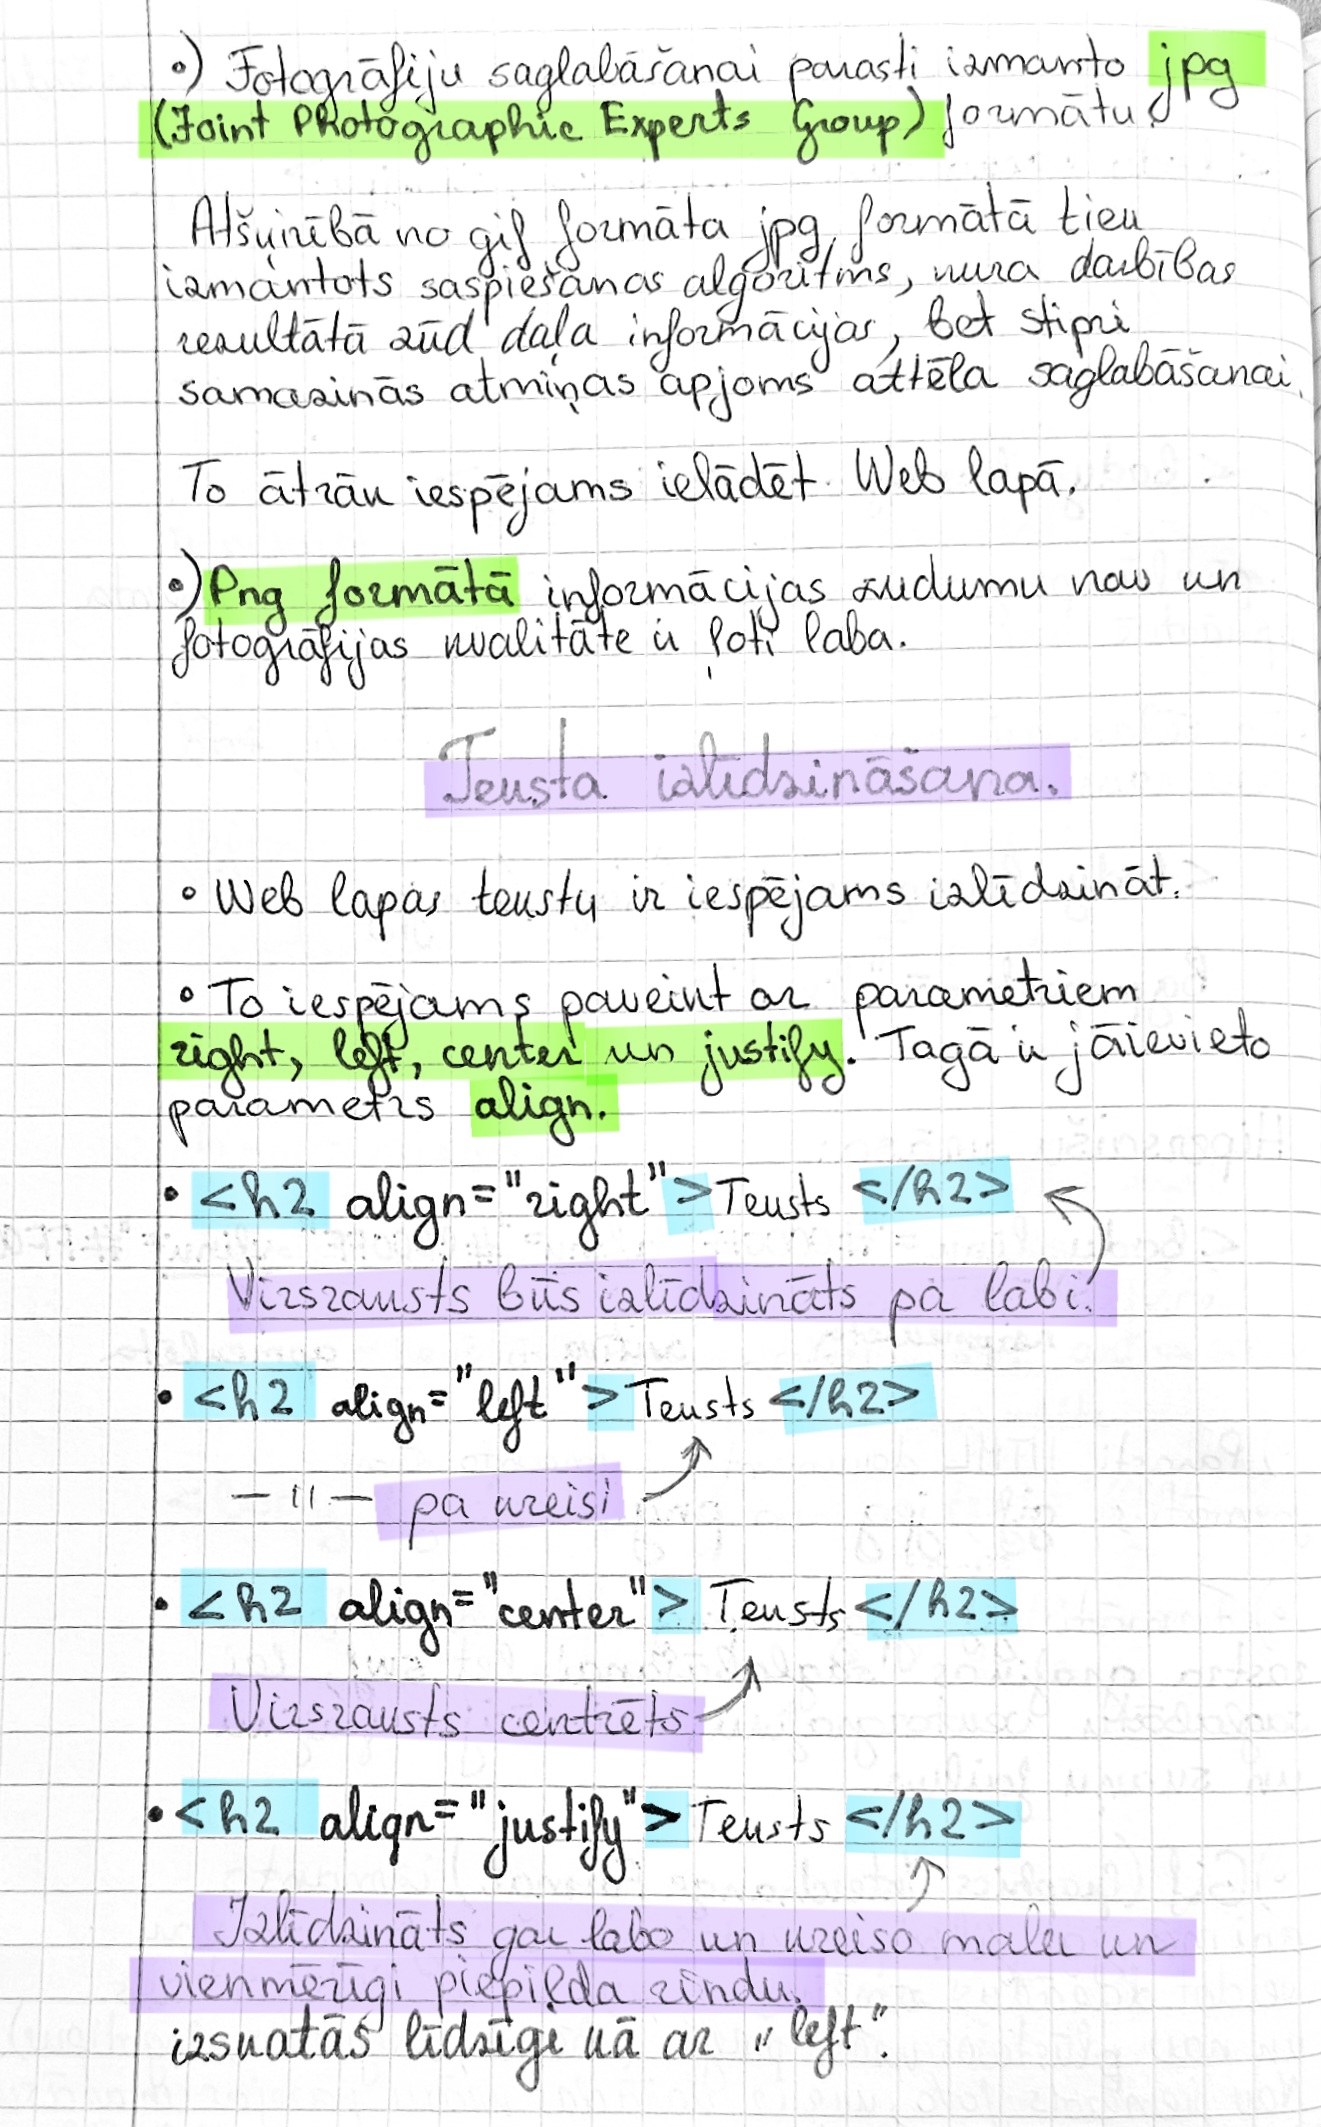 •) Fotogrāfiju saglabāšanai parasti izmanto jpg
(Joint Photographic Experts Group) formātu.
Atšķirībā no gif formāta jpg formātā tiek
izmantots saspiešanas algoritms, kura darbības
rezultātā zūd daļa informācijas, bet stipri
samazinās atmiņas apjoms attēla saglabāšanai.
To ātrāk iespējams ielādēt Web lapā.
•) Png formātā informācijas zudumu nav un
fotogrāfijas kvalitāte ir ļoti laba.
Teksta izlīdzināšana.
• Web lapas tekstu ir iespējams izlīdzināt.
• To iespējams paveikt ar parametriem
right, left, center un justify. Tagā ir jāievieto
parametrs align.
• <h2 align="right"> Teksts </h2>
Virsraksts būs izlīdzināts pa labi.
• <h2 align="left"> Teksts </h2>
— " — pa kreisi
• <h2 align="center"> Teksts </h2>
Virsraksts centrēts
• <h2 align="justify"> Teksts </h2>
Izlīdzināts gar labo un kreiso malu un
vienmērīgi piepilda rindu.
izskatās līdzīgi kā ar "left".